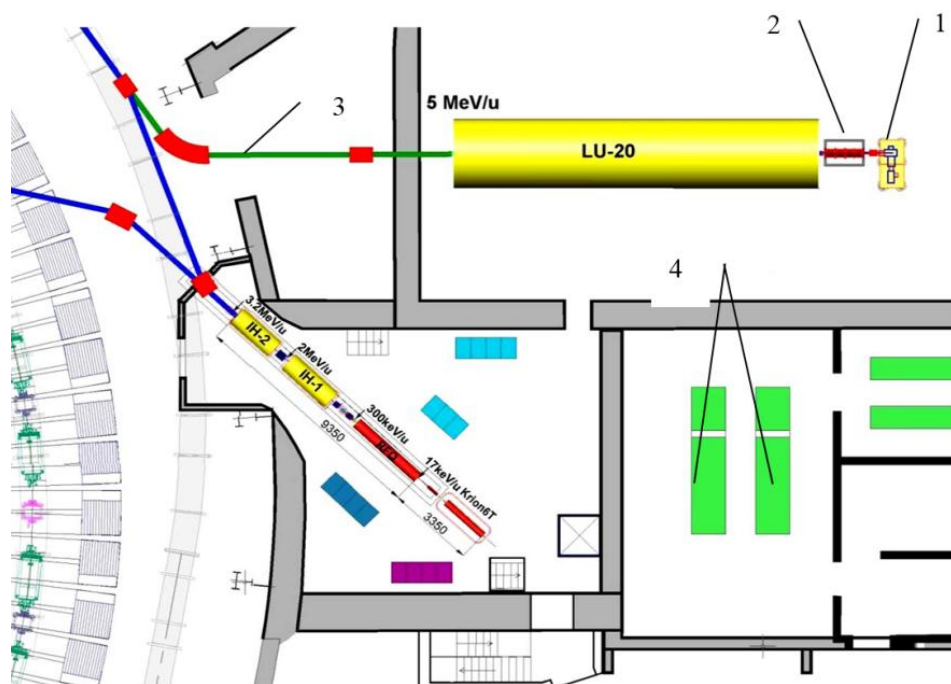 1
2
3
5 MeV/u
LU-20
4
3.2MeV/u
IH-2
2MeV/u
IH-1
300keV/u
RFQ
9350
17keV/u Krion6T
3350